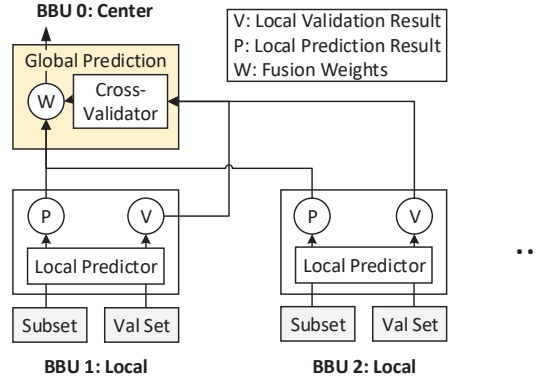 BBU 0: Center
V: Local Validation Result
P: Local Prediction Result
W: Fusion Weights
Global Prediction
W
Cross-
Validator
P
V
P
V
Local Predictor
Local Predictor
..
Subset
Val Set
Subset
Val Set
BBU 1: Local
BBU 2: Local